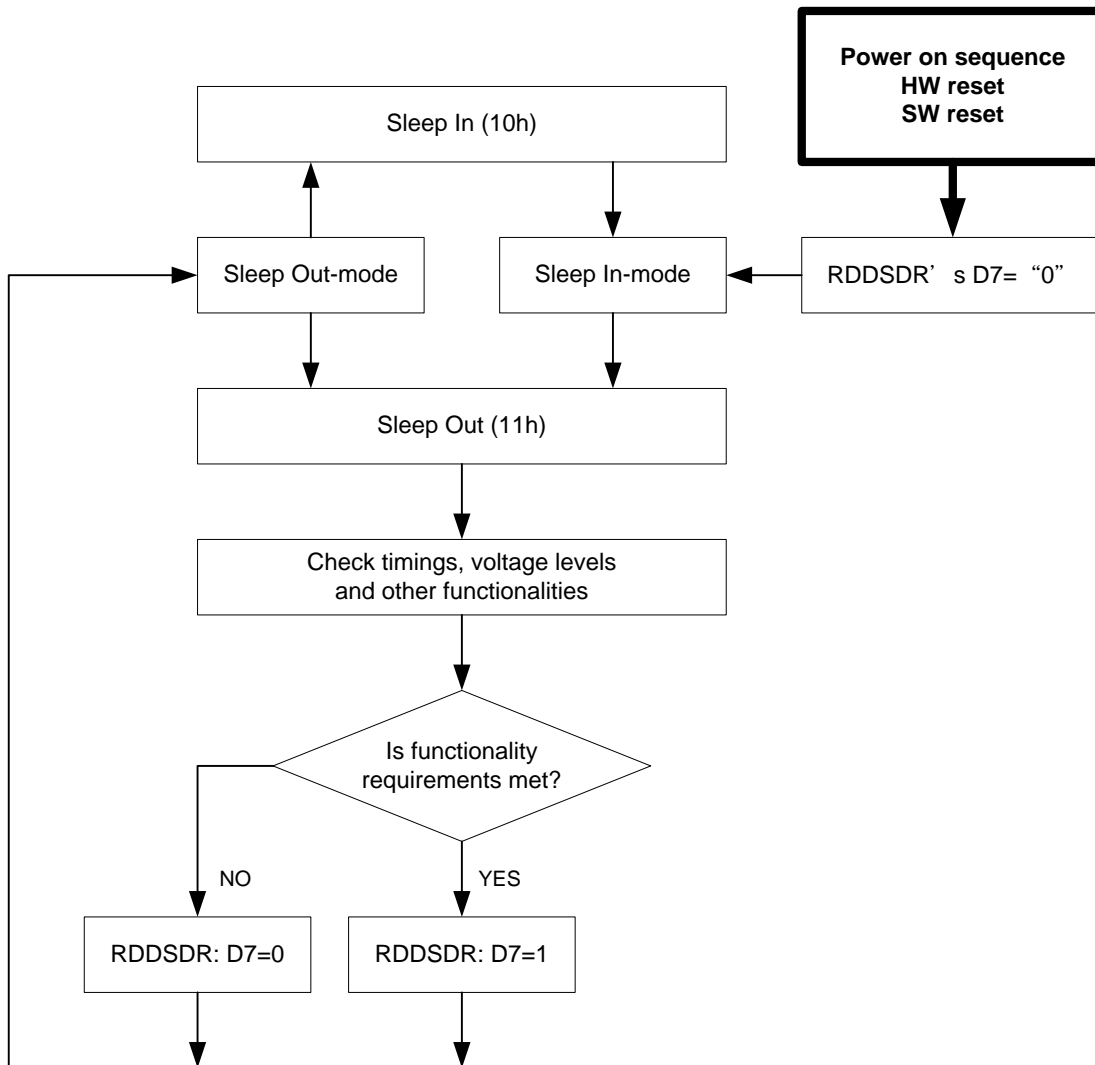 Power on sequence
HW reset
SW reset
Sleep In (10h)
Sleep Out-mode
Sleep In-mode
RDDSDR’ s D7= “0”
Sleep Out (11h)
Check timings, voltage levels
and other functionalities
Is functionality
requirements met?
NO
YES
RDDSDR: D7=0
RDDSDR: D7=1